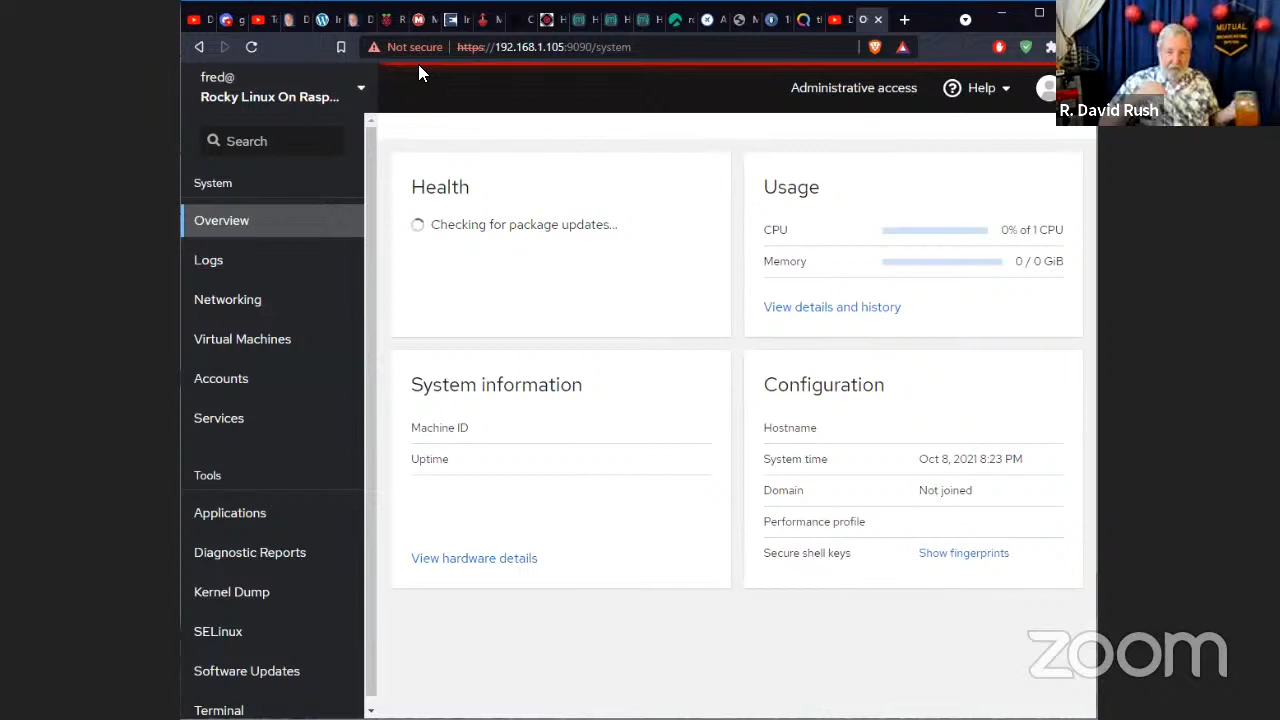 Not secure
https://192.168.1.105:9090/system
MUTUAL
BROADCASTING
SYSTEM
R. David Rush
fred@
Rocky Linux On Rasp...
Administrative access
Help
Search
System
Overview
Logs
Networking
Virtual Machines
Accounts
Services
Tools
Applications
Diagnostic Reports
Kernel Dump
SELinux
Software Updates
Terminal
Health
Checking for package updates...
Usage
CPU 0% of 1 CPU
Memory 0 / 0 GiB
View details and history
System information
Machine ID
Uptime
View hardware details
Configuration
Hostname
System time Oct 8, 2021 8:23 PM
Domain Not joined
Performance profile
Secure shell keys Show fingerprints
zoom